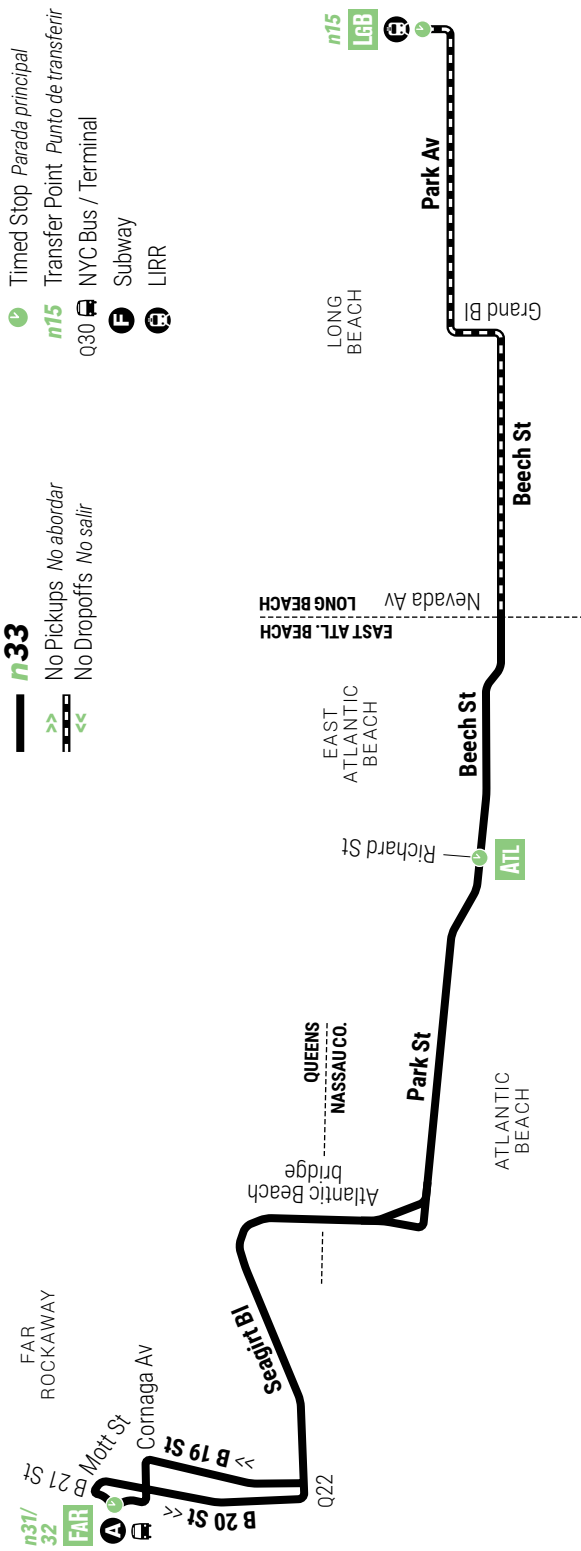 n33
>>
<<
No Pickups No abordar
No Dropoffs No salir
Timed Stop Parada principal
n15 Transfer Point Punto de transferir
Q30 NYC Bus / Terminal
F Subway
LIRR
n31/
32
FAR
A
B 21 St
Mott St
Cornaga Av
FAR
ROCKAWAY
>> B 19 St
B 20 St <<
Q22
Seagirt Bl
Atlantic Beach
bridge
QUEENS
NASSAU CO.
Park St
ATLANTIC
BEACH
Richard St
ATL
EAST
ATLANTIC
BEACH
Beech St
EAST ATL. BEACH
LONG BEACH
Nevada Av
Beech St
Grand Bl
LONG
BEACH
Park Av
n15
LGB